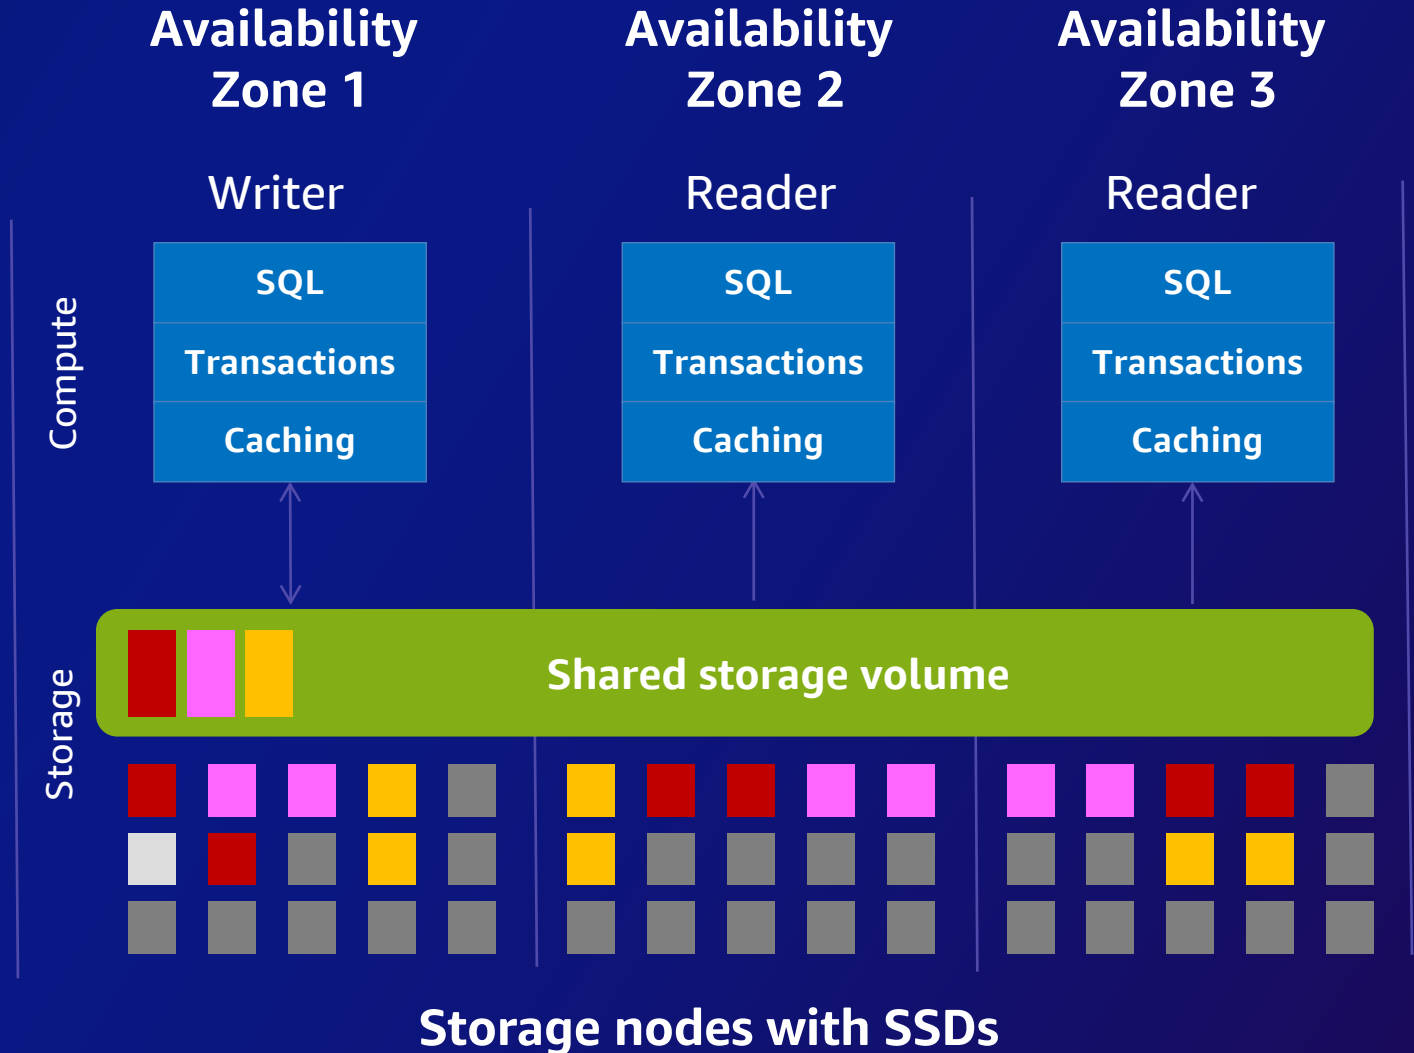 Availability
Zone 1
Availability
Zone 2
Availability
Zone 3
Writer
Reader
Reader
Compute
SQL
Transactions
Caching
SQL
Transactions
Caching
SQL
Transactions
Caching
Storage
Shared storage volume
Storage nodes with SSDs